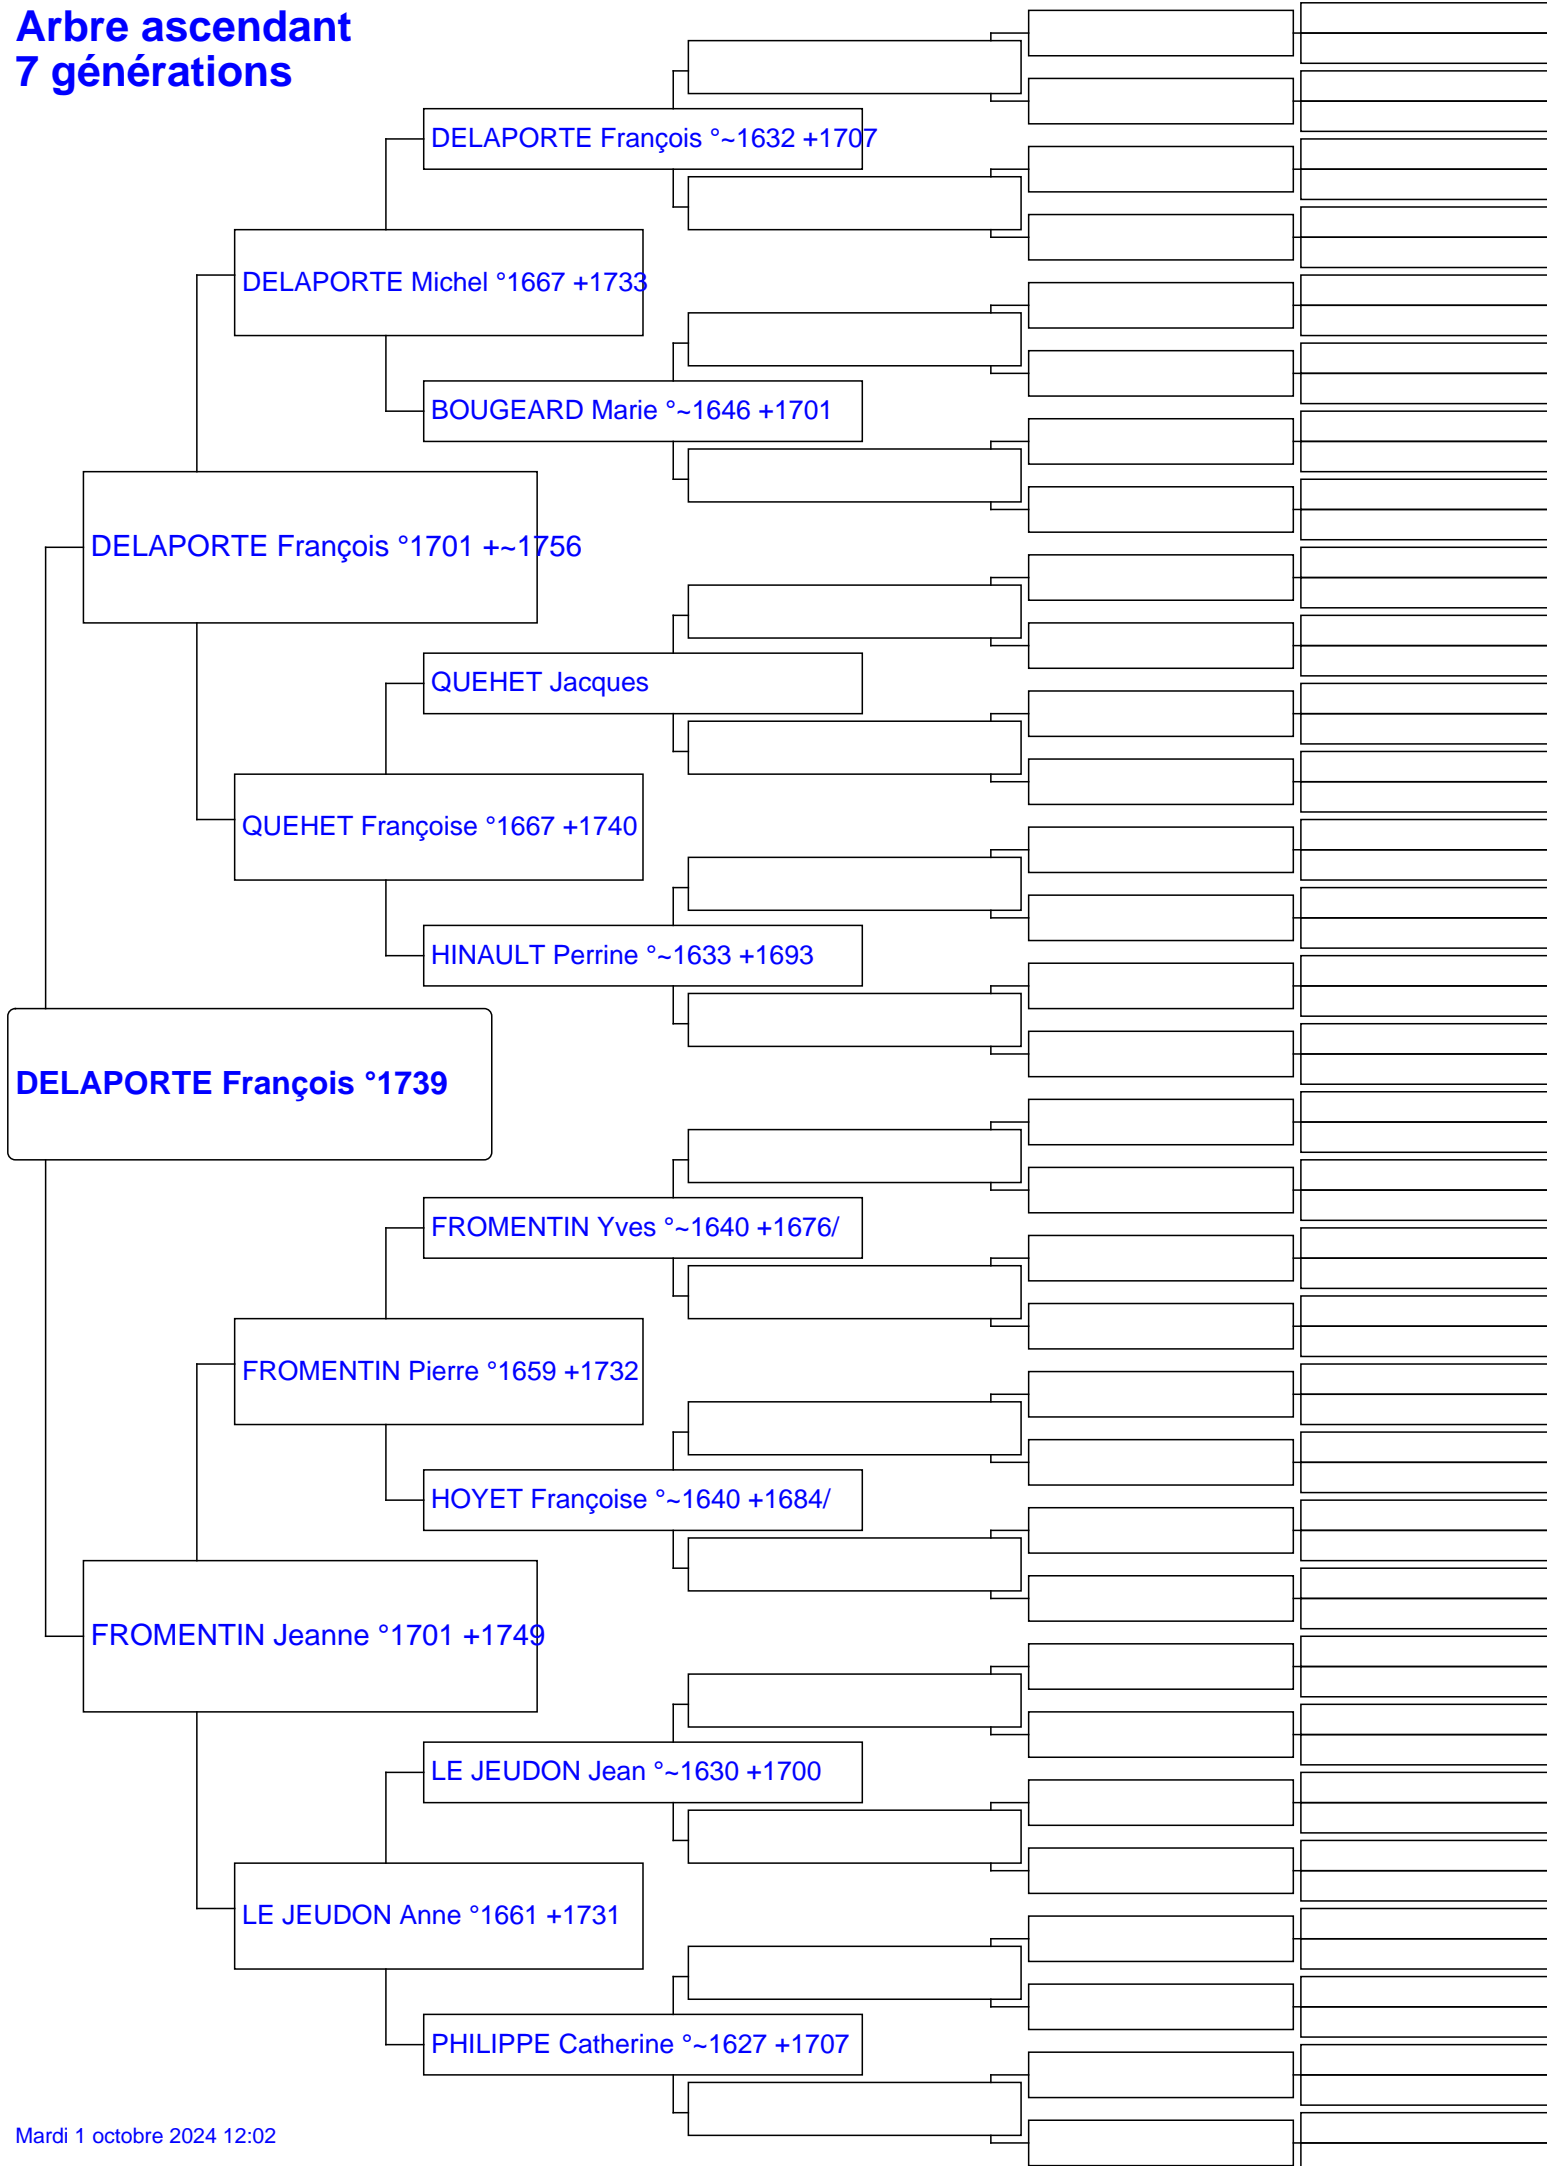 Arbre ascendant
7 générations
DELAPORTE François °~1632 +1707
DELAPORTE Michel °1667 +1733
BOUGEARD Marie °~1646 +1701
DELAPORTE François °1701 +~1756
QUEHET Jacques
QUEHET Françoise °1667 +1740
HINAULT Perrine °~1633 +1693
DELAPORTE François °1739
FROMENTIN Yves °~1640 +1676/
FROMENTIN Pierre °1659 +1732
HOYET Françoise °~1640 +1684/
FROMENTIN Jeanne °1701 +1749
LE JEUDON Jean °~1630 +1700
LE JEUDON Anne °1661 +1731
PHILIPPE Catherine °~1627 +1707
Mardi 1 octobre 2024 12:02